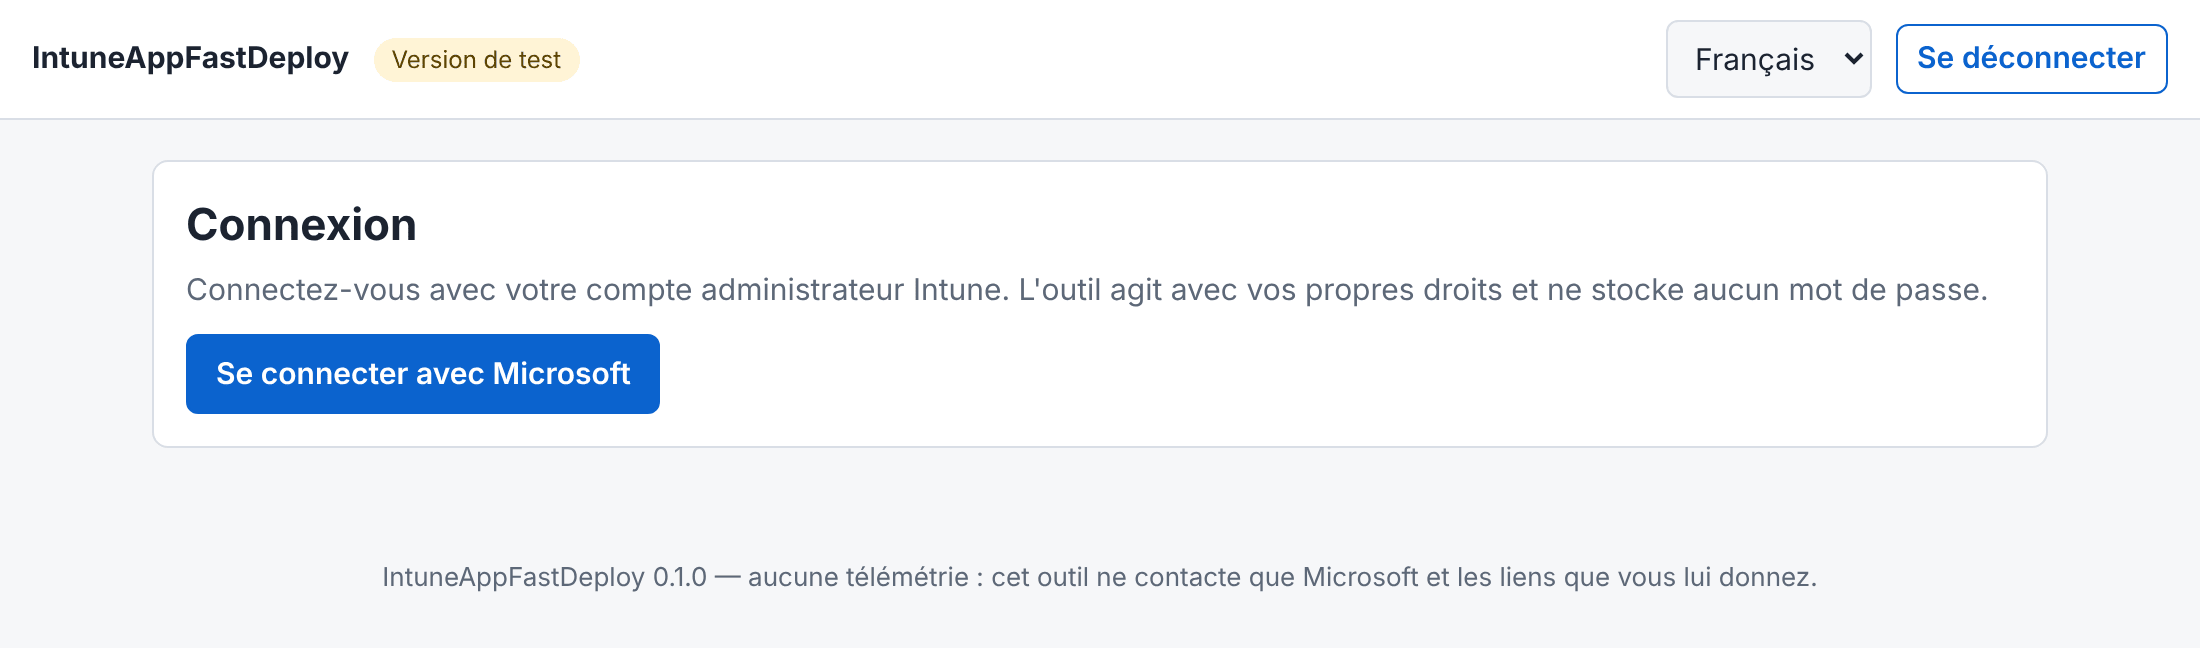 IntuneAppFastDeploy
Version de test
Français
Se déconnecter
Connexion
Connectez-vous avec votre compte administrateur Intune. L'outil agit avec vos propres droits et ne stocke aucun mot de passe.
Se connecter avec Microsoft
IntuneAppFastDeploy 0.1.0 — aucune télémétrie : cet outil ne contacte que Microsoft et les liens que vous lui donnez.